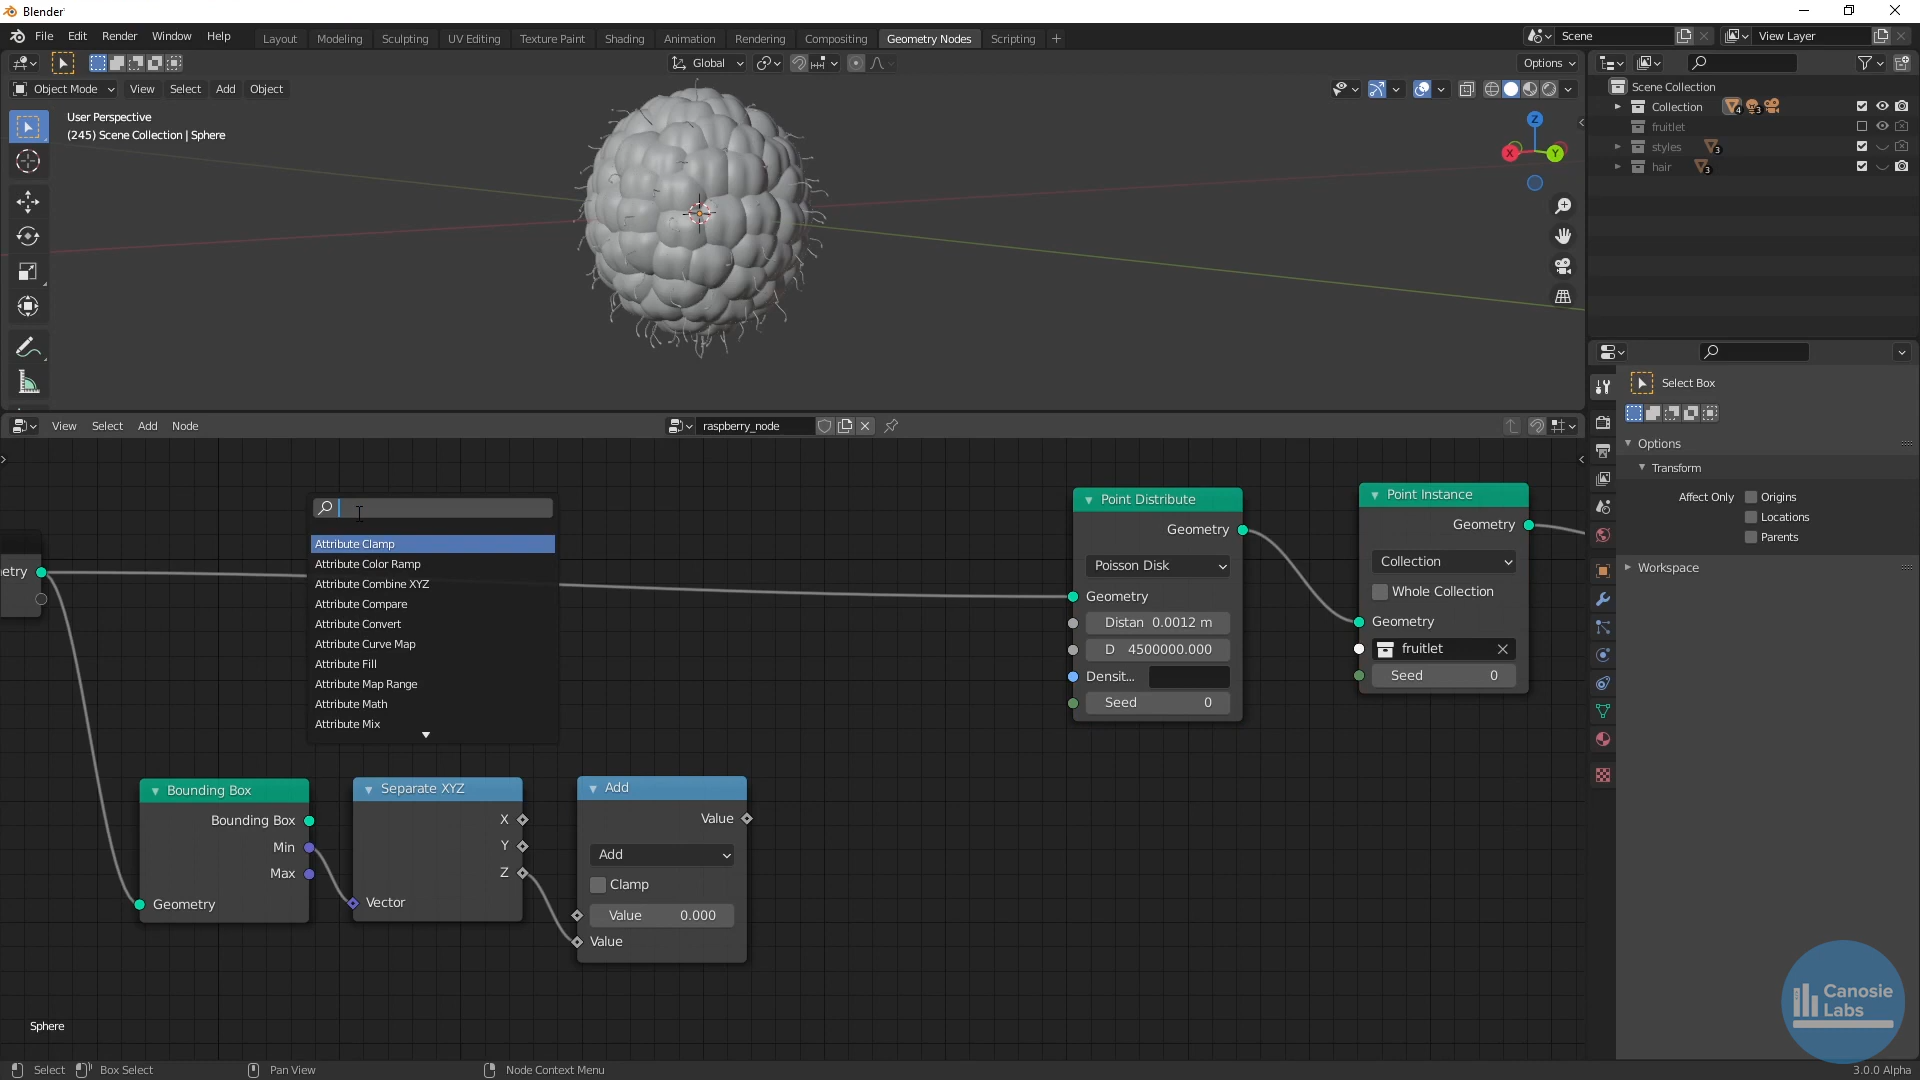 Blender
File Edit Render Window Help
Layout Modeling Sculpting UV Editing Texture Paint Shading Animation Rendering Compositing Geometry Nodes Scripting
Scene
View Layer
Global
Options
Object Mode View Select Add Object
User Perspective
(245) Scene Collection | Sphere
Z
X
Y
Scene Collection
Collection
4
3
fruitlet
styles
3
hair
3
Select Box
Options
Transform
Affect Only Origins
Locations
Parents
Workspace
View Select Add Node
raspberry_node
etry
Attribute Clamp
Attribute Color Ramp
Attribute Combine XYZ
Attribute Compare
Attribute Convert
Attribute Curve Map
Attribute Fill
Attribute Map Range
Attribute Math
Attribute Mix
Point Distribute
Geometry
Poisson Disk
Geometry
Distan 0.0012 m
D 4500000.000
Densit...
Seed 0
Point Instance
Geometry
Collection
Whole Collection
Geometry
fruitlet
Seed 0
Bounding Box
Bounding Box
Min
Max
Geometry
Separate XYZ
X
Y
Z
Vector
Add
Value
Add
Clamp
Value 0.000
Value
Sphere
Canosie
Labs
Select Box Select Pan View Node Context Menu
3.0.0 Alpha